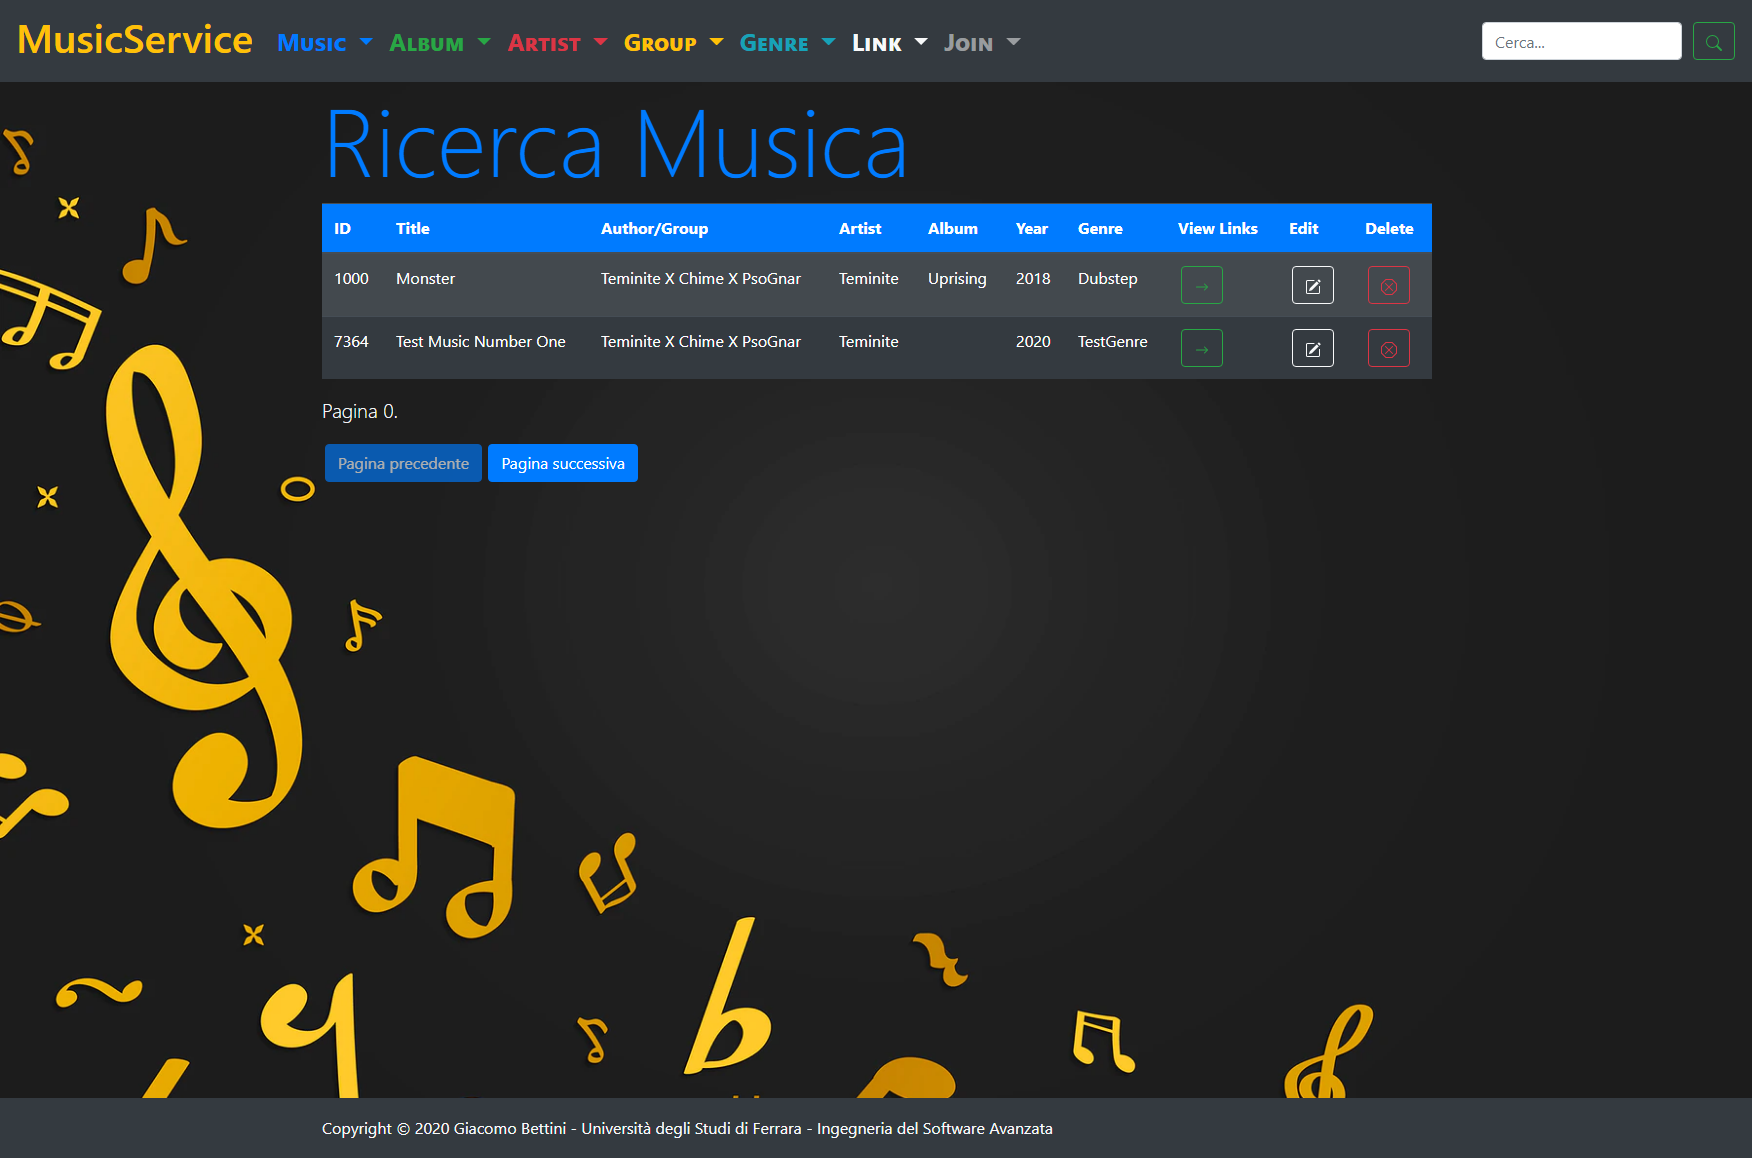 MusicService Music Album Artist Group Genre Link Join Cerca...
Ricerca Musica
ID Title Author/Group Artist Album Year Genre View Links Edit Delete
1000 Monster Teminite X Chime X PsoGnar Teminite Uprising 2018 Dubstep
7364 Test Music Number One Teminite X Chime X PsoGnar Teminite 2020 TestGenre
Pagina 0.
Pagina precedente Pagina successiva
Copyright © 2020 Giacomo Bettini - Università degli Studi di Ferrara - Ingegneria del Software Avanzata